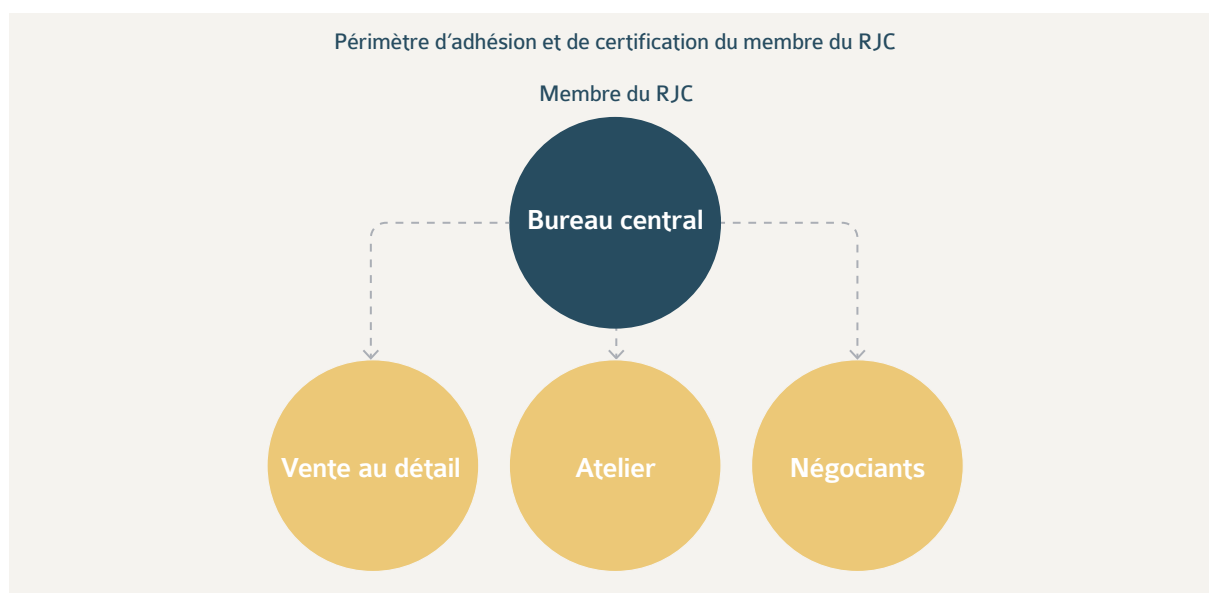 Périmètre d'adhésion et de certification du membre du RJC
Membre du RJC
Bureau central
Vente au détail
Atelier
Négociants